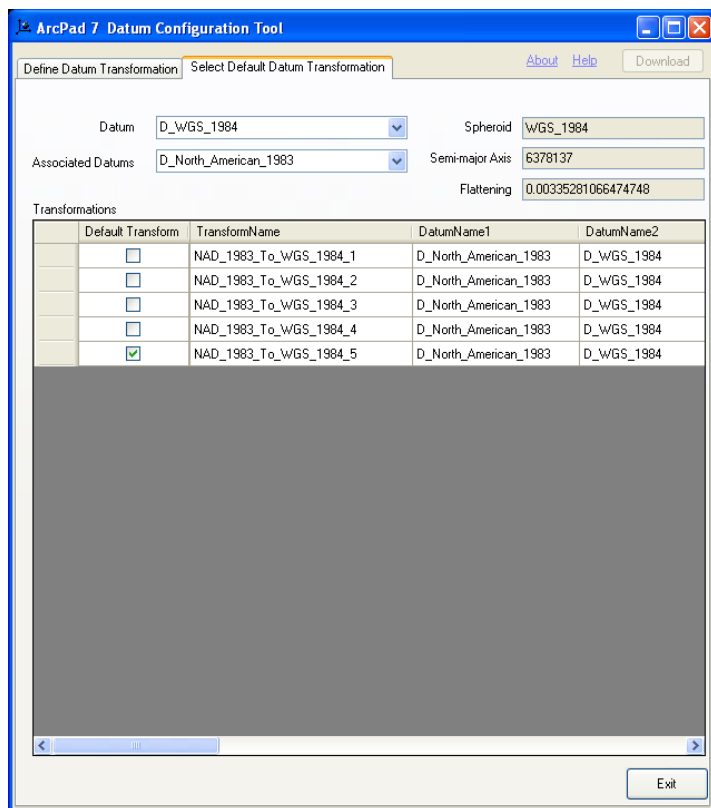 ArcPad 7 Datum Configuration Tool
Define Datum Transformation Select Default Datum Transformation About Help Download
Datum D_WGS_1984 Spheroid WGS_1984
Associated Datums D_North_American_1983 Semi-major Axis 6378137
Flattening 0.00335281066474748
Transformations
Default Transform TransformName DatumName1 DatumName2
NAD_1983_To_WGS_1984_1 D_North_American_1983 D_WGS_1984
NAD_1983_To_WGS_1984_2 D_North_American_1983 D_WGS_1984
NAD_1983_To_WGS_1984_3 D_North_American_1983 D_WGS_1984
NAD_1983_To_WGS_1984_4 D_North_American_1983 D_WGS_1984
NAD_1983_To_WGS_1984_5 D_North_American_1983 D_WGS_1984
Exit